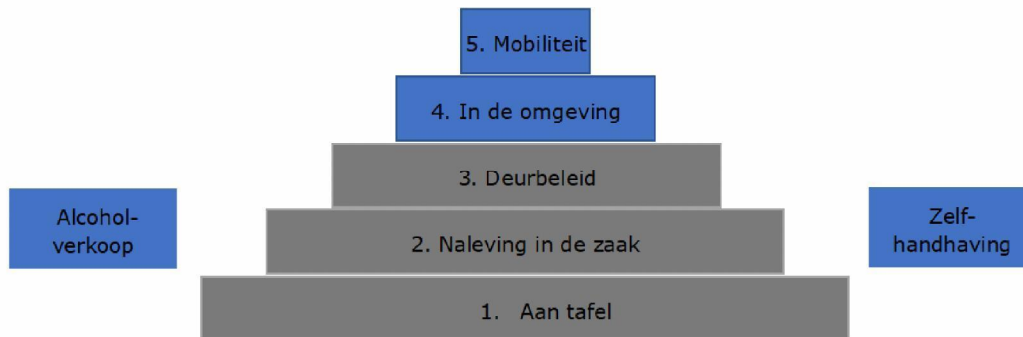 5. Mobiliteit
4. In de omgeving
3. Deurbeleid
Alcohol-
verkoop
2. Naleving in de zaak
Zelf-
handhaving
1. Aan tafel